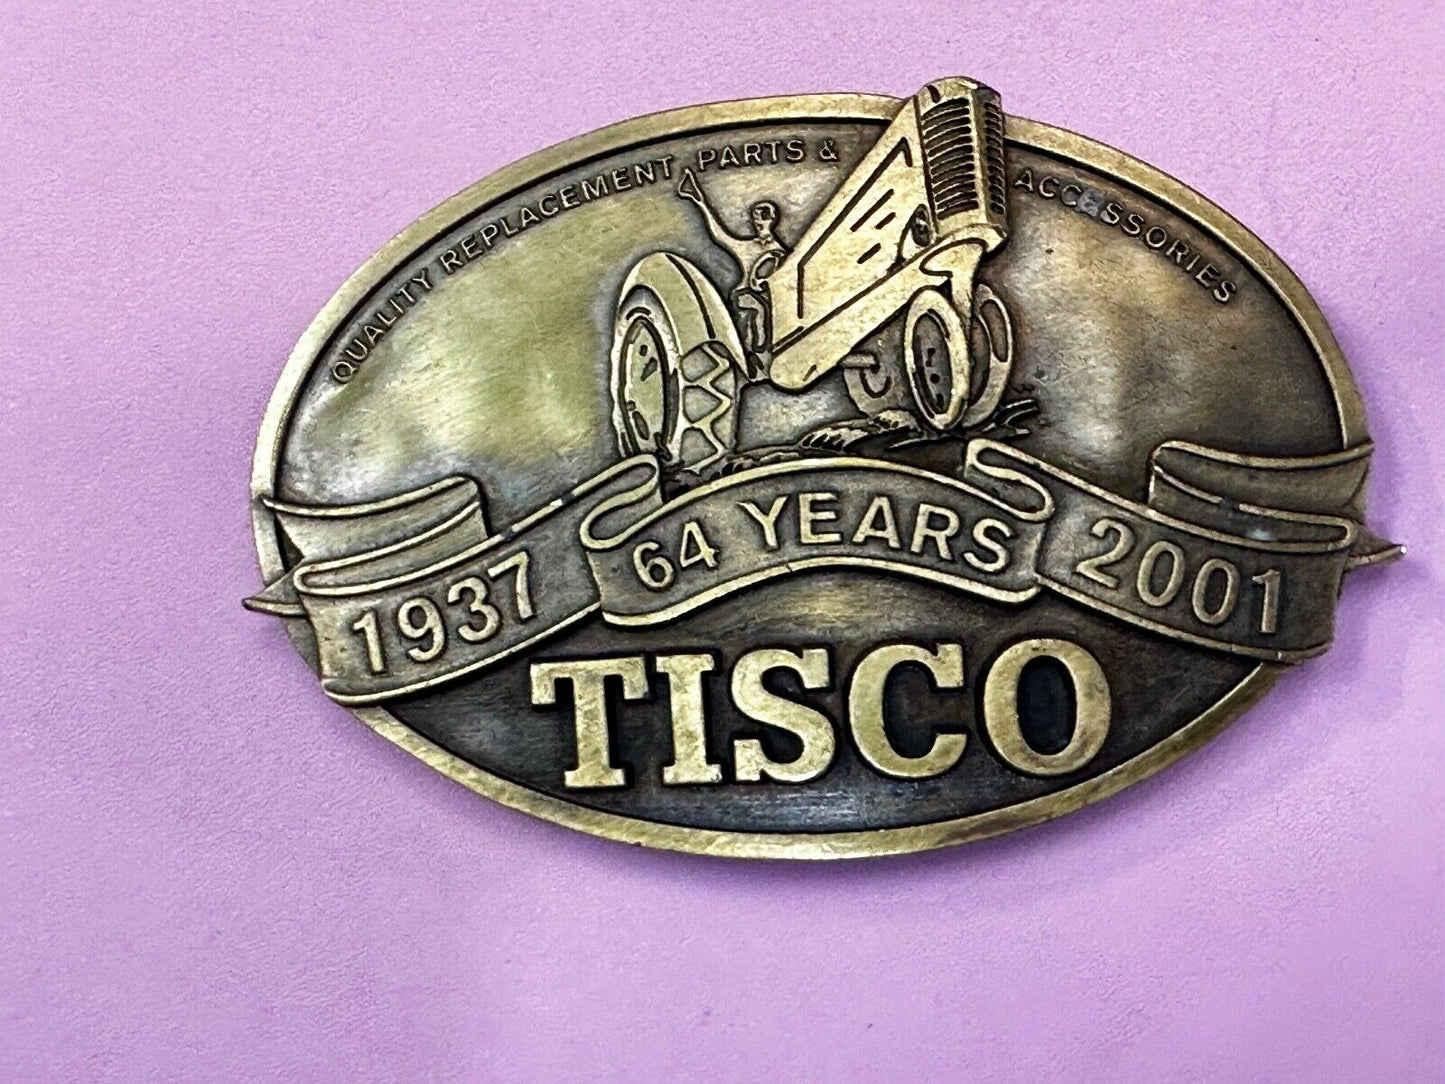 QUALITY REPLACEMENT PARTS & ACCESSORIES
1937 64 YEARS 2001
TISCO